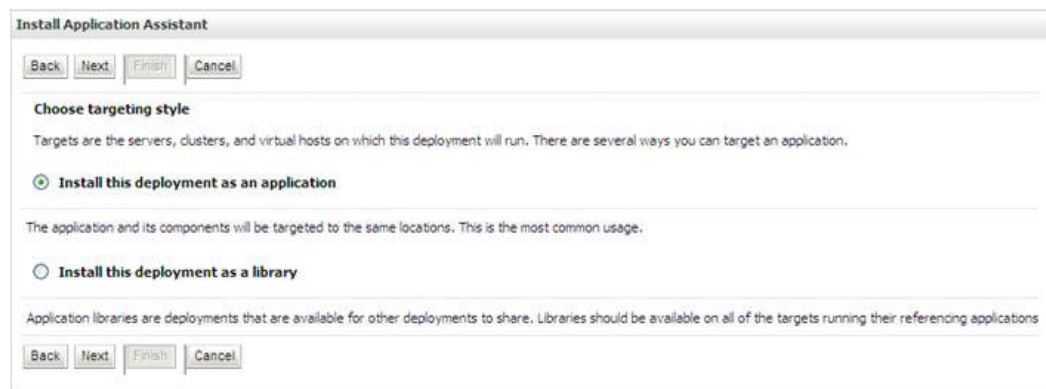 Install Application Assistant
Back Next Finish Cancel
Choose targeting style
Targets are the servers, clusters, and virtual hosts on which this deployment will run. There are several ways you can target an application.
Install this deployment as an application
The application and its components will be targeted to the same locations. This is the most common usage.
Install this deployment as a library
Application libraries are deployments that are available for other deployments to share. Libraries should be available on all of the targets running their referencing applications
Back Next Finish Cancel